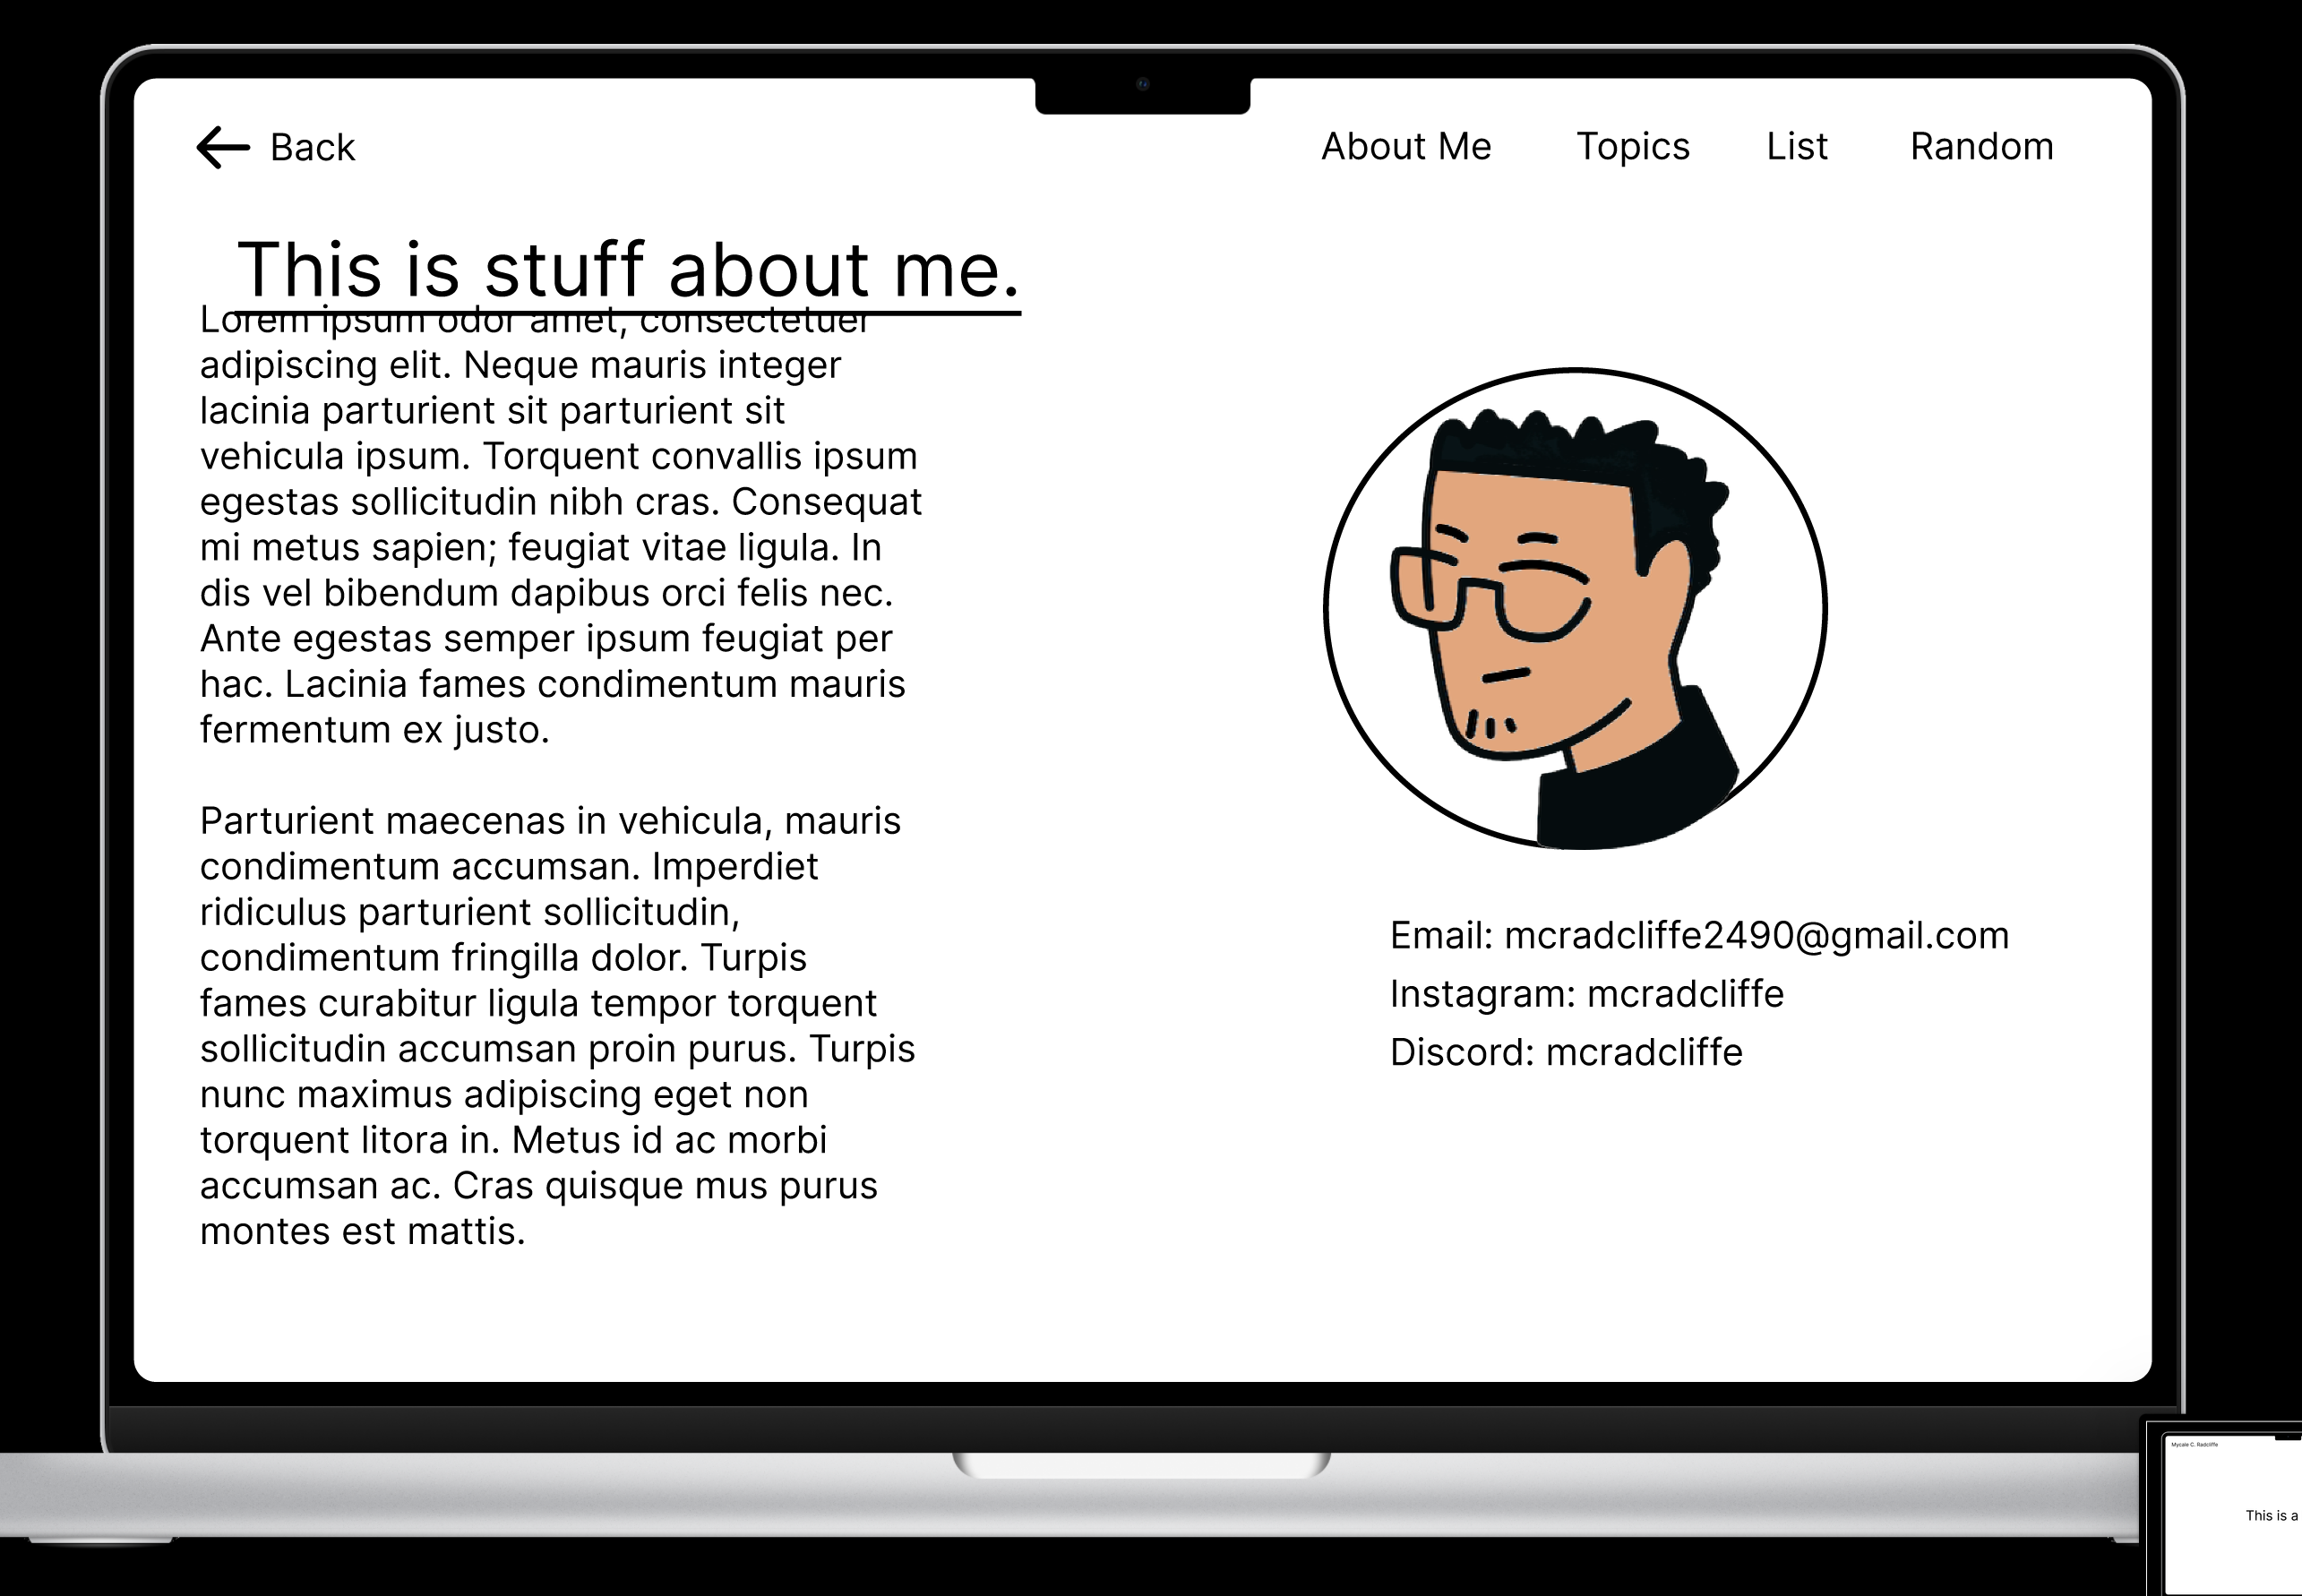 Back
About Me
Topics
List
Random
This is stuff about me.
Lorem ipsum odor amet, consectetuer
adipiscing elit. Neque mauris integer
lacinia parturient sit parturient sit
vehicula ipsum. Torquent convallis ipsum
egestas sollicitudin nibh cras. Consequat
mi metus sapien; feugiat vitae ligula. In
dis vel bibendum dapibus orci felis nec.
Ante egestas semper ipsum feugiat per
hac. Lacinia fames condimentum mauris
fermentum ex justo.
Parturient maecenas in vehicula, mauris
condimentum accumsan. Imperdiet
ridiculus parturient sollicitudin,
condimentum fringilla dolor. Turpis
fames curabitur ligula tempor torquent
sollicitudin accumsan proin purus. Turpis
nunc maximus adipiscing eget non
torquent litora in. Metus id ac morbi
accumsan ac. Cras quisque mus purus
montes est mattis.
Email: mcradcliffe2490@gmail.com
Instagram: mcradcliffe
Discord: mcradcliffe
Mycale C. Radcliffe
This is a